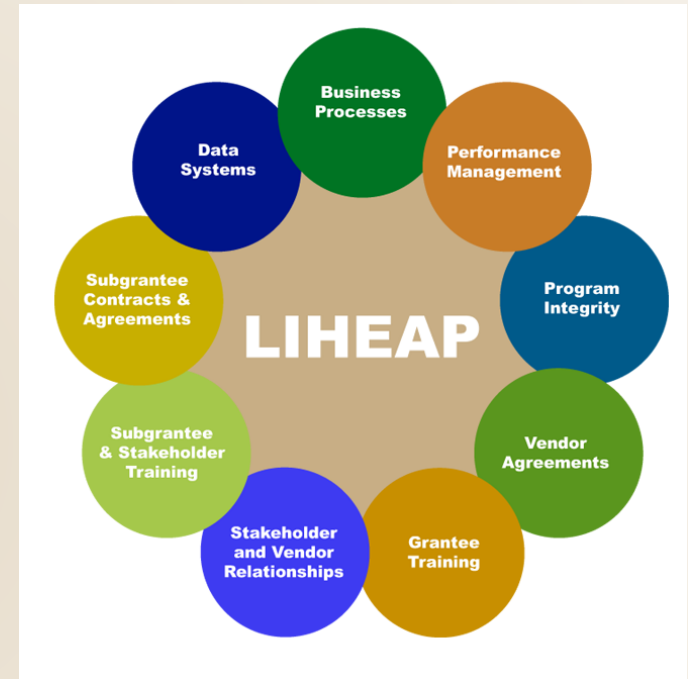 Business
Processes
Performance
Management
Program
Integrity
Vendor
Agreements
Grantee
Training
Stakeholder
and Vendor
Relationships
Subgrantee
& Stakeholder
Training
Subgrantee
Contracts &
Agreements
Data
Systems
LIHEAP